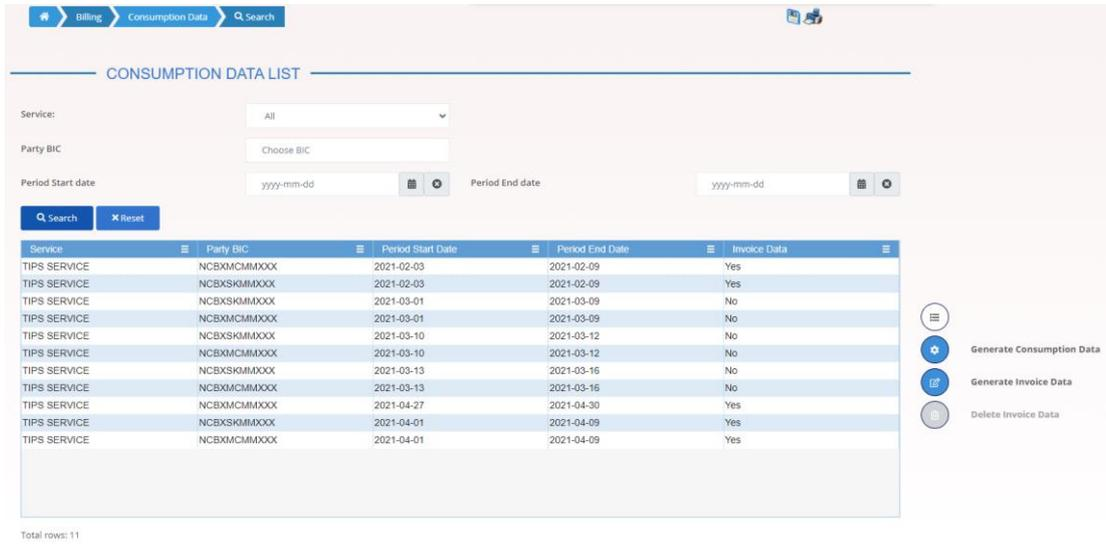 Billing Consumption Data Search
CONSUMPTION DATA LIST
Service: All
Party BIC Choose BIC
Period Start date yyyy-mm-dd Period End date yyyy-mm-dd
Search Reset
Service Party BIC Period Start Date Period End Date Invoice Data
TIPS SERVICE NCBXMCMMXXX 2021-02-03 2021-02-09 Yes
TIPS SERVICE NCBXSKMMXXX 2021-02-03 2021-02-09 Yes
TIPS SERVICE NCBXSKMMXXX 2021-03-01 2021-03-09 No
TIPS SERVICE NCBXMCMMXXX 2021-03-01 2021-03-09 No
TIPS SERVICE NCBXSKMMXXX 2021-03-10 2021-03-12 No
TIPS SERVICE NCBXMCMMXXX 2021-03-10 2021-03-12 No
TIPS SERVICE NCBXSKMMXXX 2021-03-13 2021-03-16 No
TIPS SERVICE NCBXMCMMXXX 2021-03-13 2021-03-16 No
TIPS SERVICE NCBXMCMMXXX 2021-04-27 2021-04-30 Yes
TIPS SERVICE NCBXSKMMXXX 2021-04-01 2021-04-09 Yes
TIPS SERVICE NCBXMCMMXXX 2021-04-01 2021-04-09 Yes
Generate Consumption Data
Generate Invoice Data
Delete Invoice Data
Total rows: 11